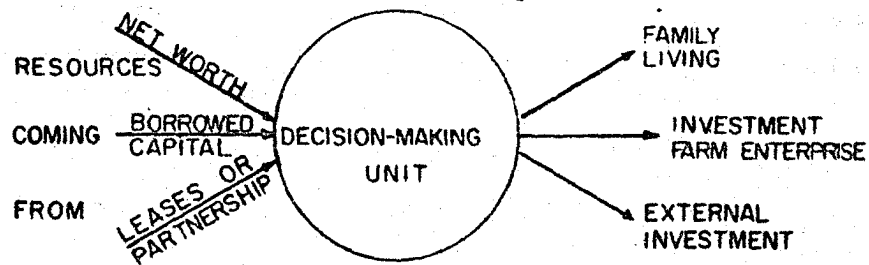 RESOURCES
COMING
FROM
NET WORTH
BORROWED
CAPITAL
LEASES OR
PARTNERSHIP
DECISION-MAKING
UNIT
FAMILY
LIVING
INVESTMENT
FARM ENTERPRISE
EXTERNAL
INVESTMENT